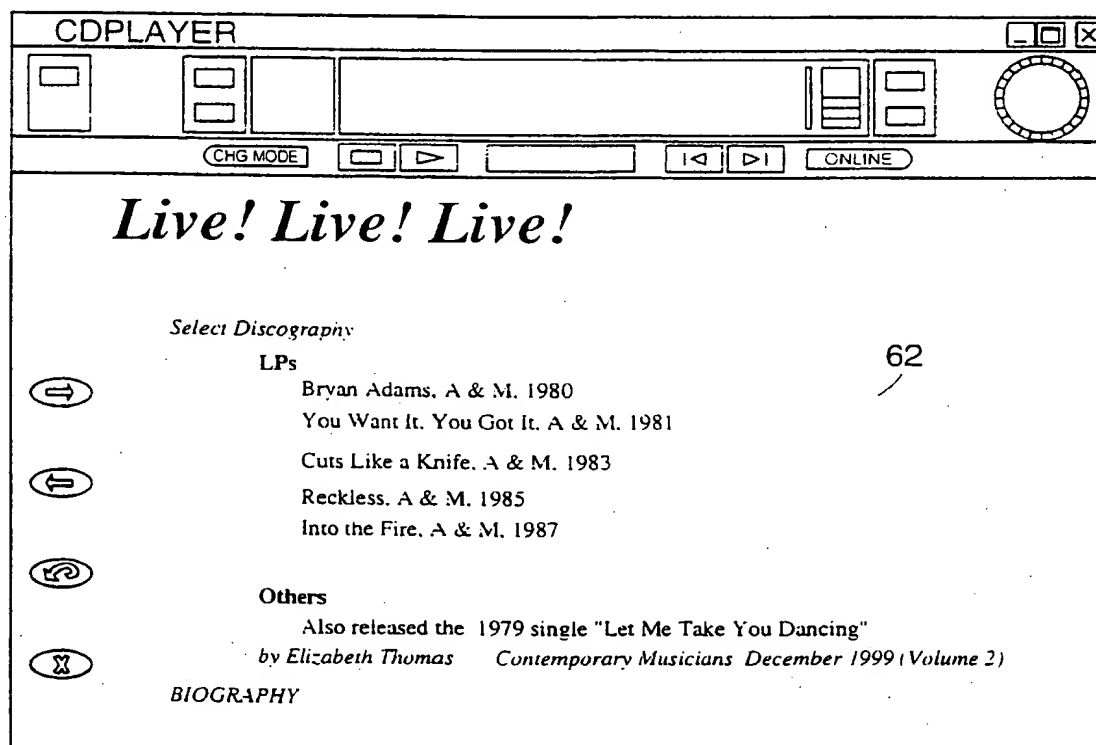 CDPLAYER
CHG MODE
ONLINE
Live! Live! Live!
Select Discography
62
LPs
Bryan Adams, A & M, 1980
You Want It, You Got It, A & M, 1981
Cuts Like a Knife, A & M, 1983
Reckless, A & M, 1985
Into the Fire, A & M, 1987
Others
Also released the 1979 single "Let Me Take You Dancing"
by Elizabeth Thomas Contemporary Musicians December 1999 (Volume 2)
BIOGRAPHY